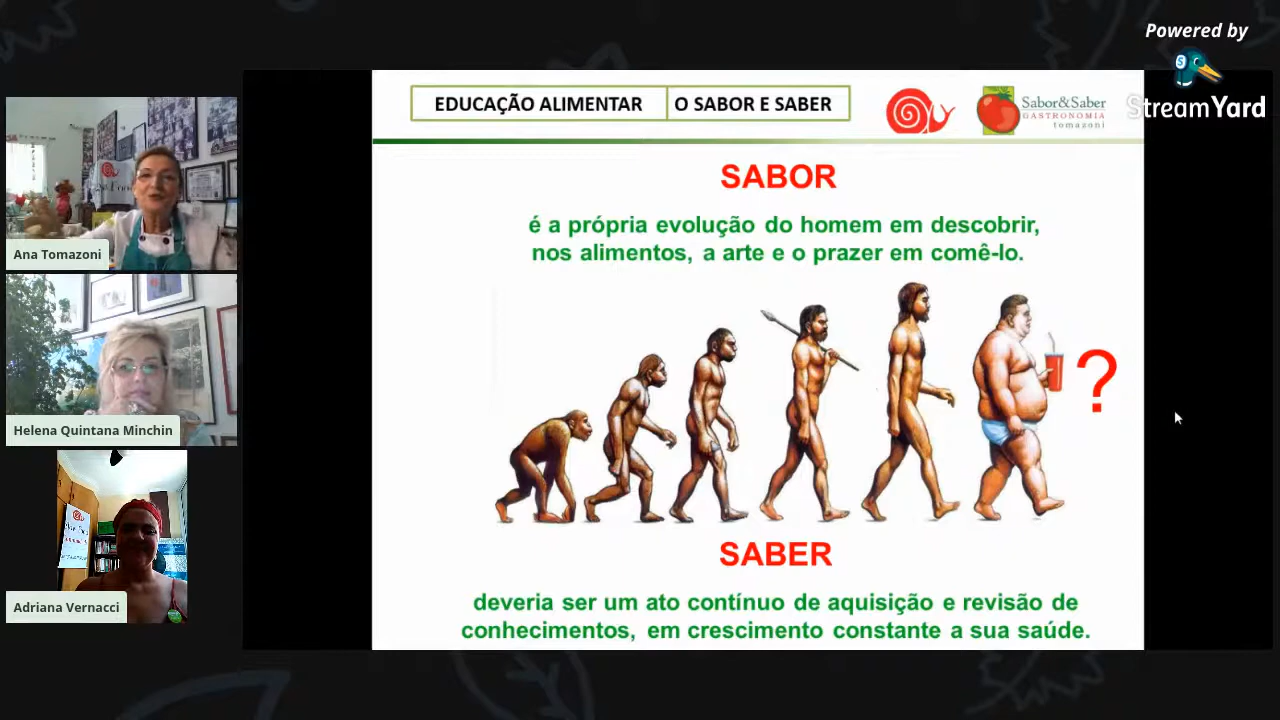 Powered by
StreamYard
EDUCAÇÃO ALIMENTAR
O SABOR E SABER
Sabor&Saber
GASTRONOMIA
tomazoni
SABOR
é a própria evolução do homem em descobrir,
nos alimentos, a arte e o prazer em comê-lo.
?
SABER
deveria ser um ato contínuo de aquisição e revisão de
conhecimentos, em crescimento constante a sua saúde.
Ana Tomazoni
Helena Quintana Minchin
Adriana Vernacci